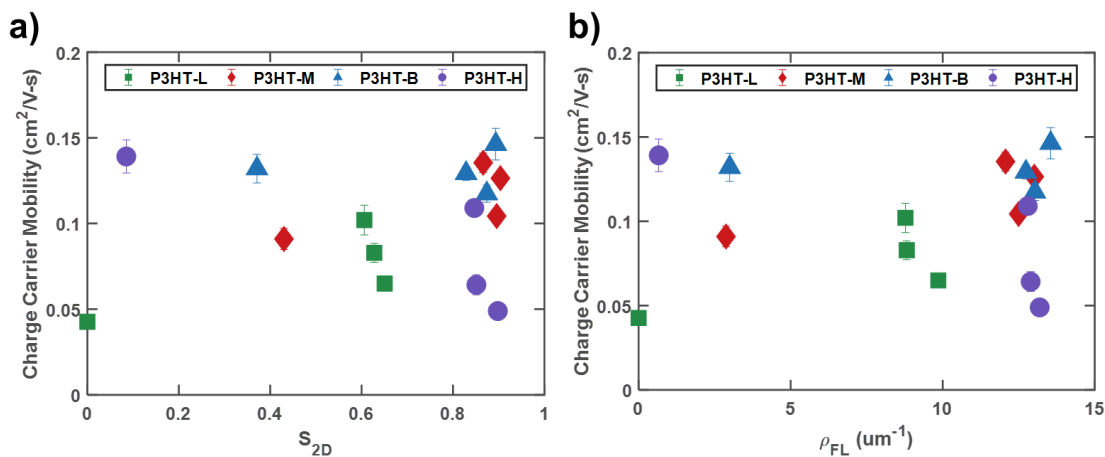 a)
0.2
0.15
0.1
0.05
0
Charge Carrier Mobility (cm²/V-s)
P3HT-L P3HT-M P3HT-B P3HT-H
0 0.2 0.4 0.6 0.8 1
S₂D
b)
0.2
0.15
0.1
0.05
0
Charge Carrier Mobility (cm²/V-s)
P3HT-L P3HT-M P3HT-B P3HT-H
0 5 10 15
ρFL (um⁻¹)